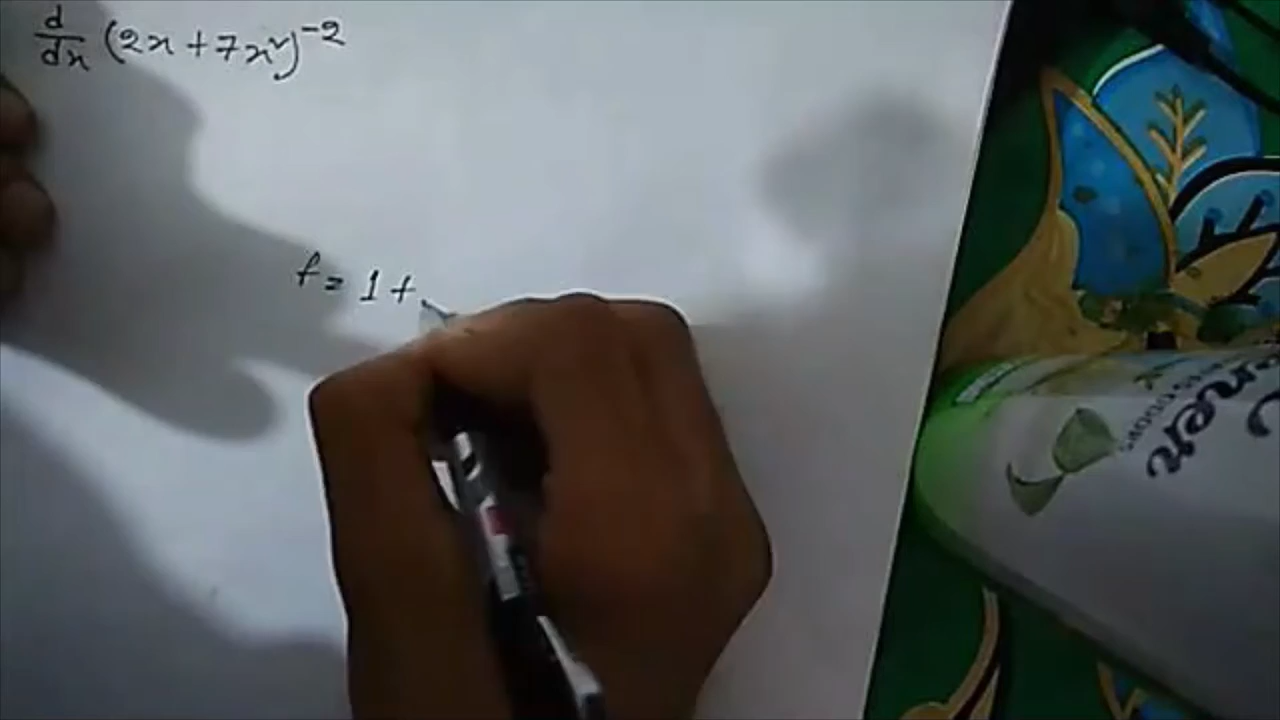 d/dx (2x + 7x²)⁻²
f = 1 +